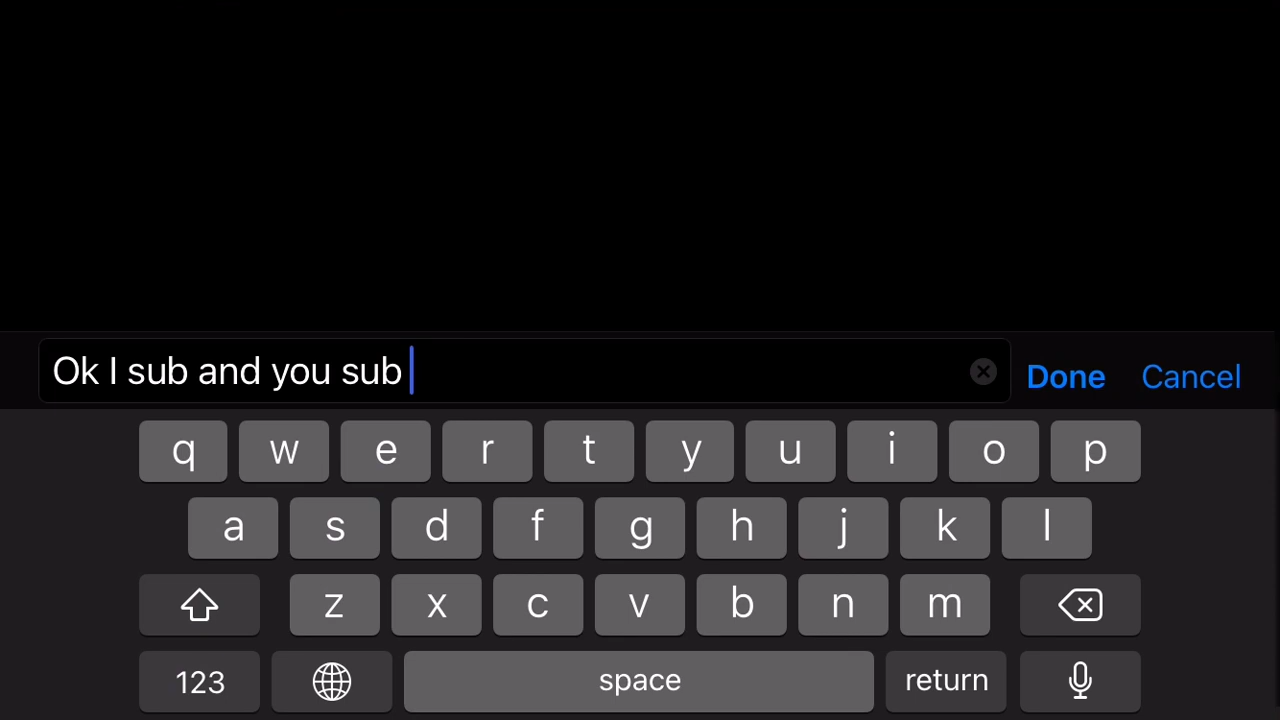 Ok I sub and you sub
Done Cancel
q w e r t y u i o p
a s d f g h j k l
z x c v b n m
123 space return